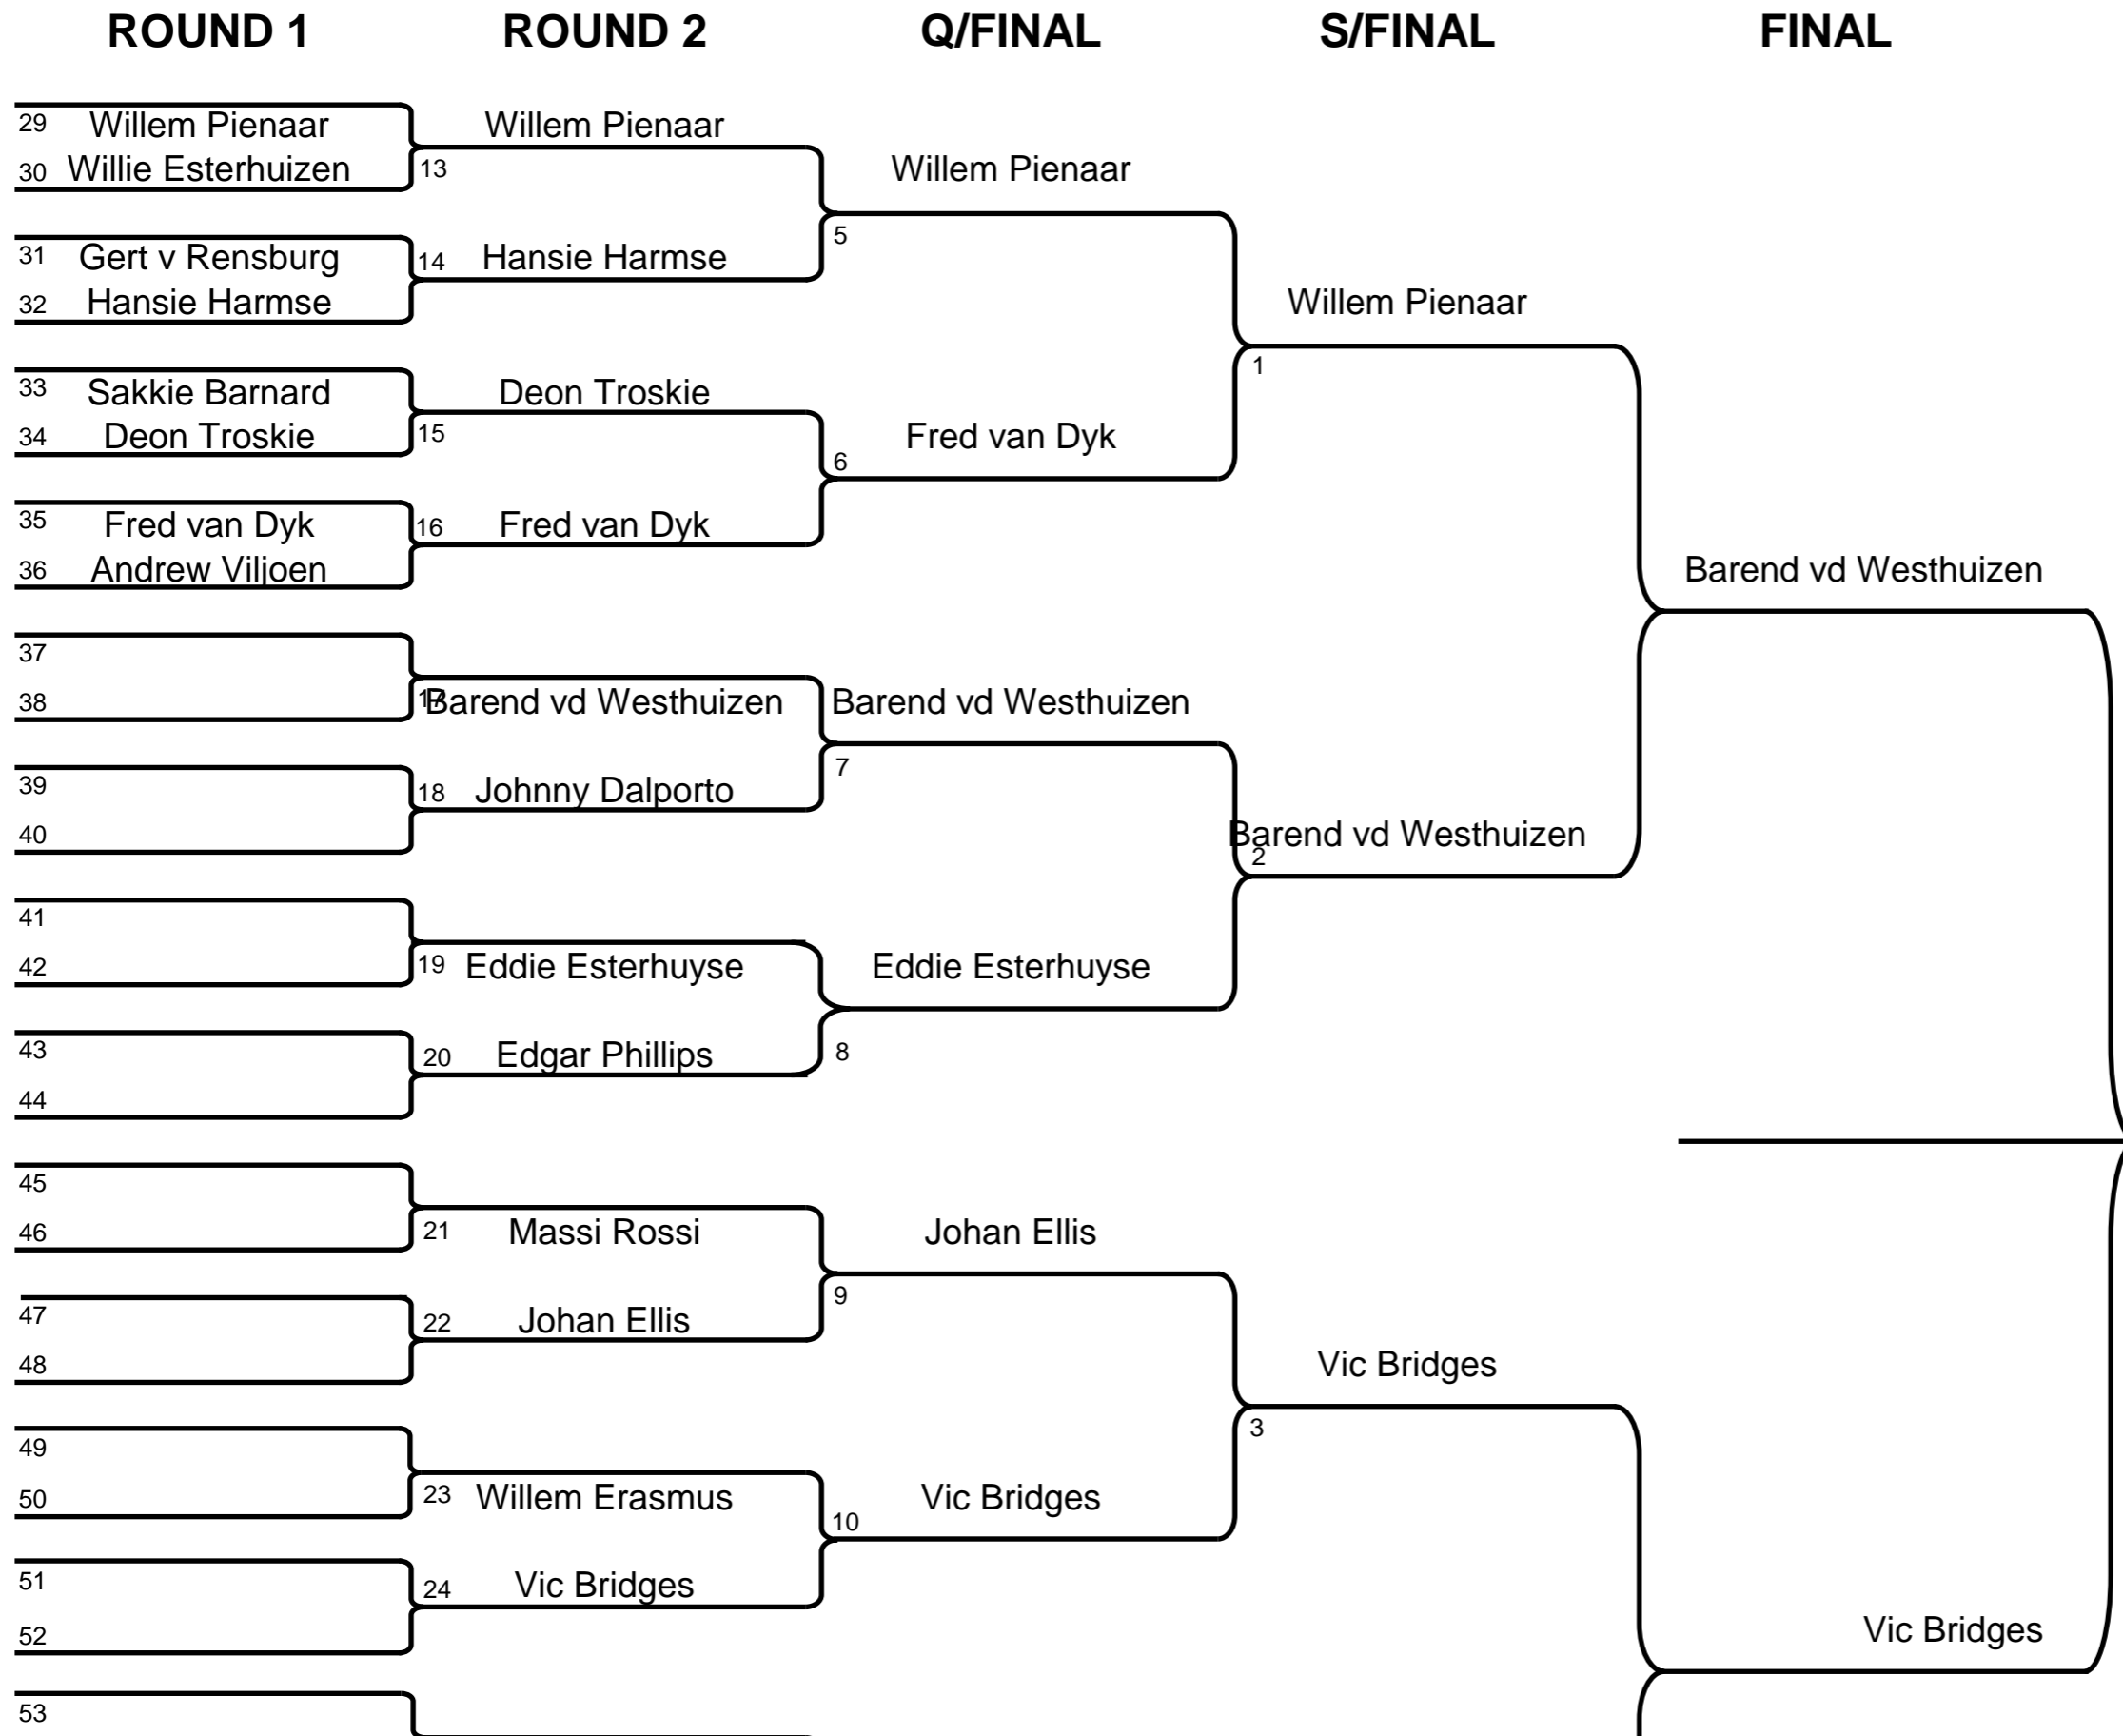 ROUND 1 ROUND 2 Q/FINAL S/FINAL FINAL
29 Willem Pienaar Willem Pienaar
30 Willie Esterhuizen 13 Willem Pienaar
5
31 Gert v Rensburg 14 Hansie Harmse
32 Hansie Harmse Willem Pienaar
1
33 Sakkie Barnard Deon Troskie
34 Deon Troskie 15 Fred van Dyk
6
35 Fred van Dyk 16 Fred van Dyk
36 Andrew Viljoen Barend vd Westhuizen
37
38 17 Barend vd Westhuizen Barend vd Westhuizen
7
39 18 Johnny Dalporto
40 Barend vd Westhuizen
2
41
42 19 Eddie Esterhuyse Eddie Esterhuyse
43 20 Edgar Phillips 8
44
45
46 21 Massi Rossi Johan Ellis
9
47 22 Johan Ellis
48 Vic Bridges
3
49
50 23 Willem Erasmus Vic Bridges
10
51 24 Vic Bridges
52 Vic Bridges
53